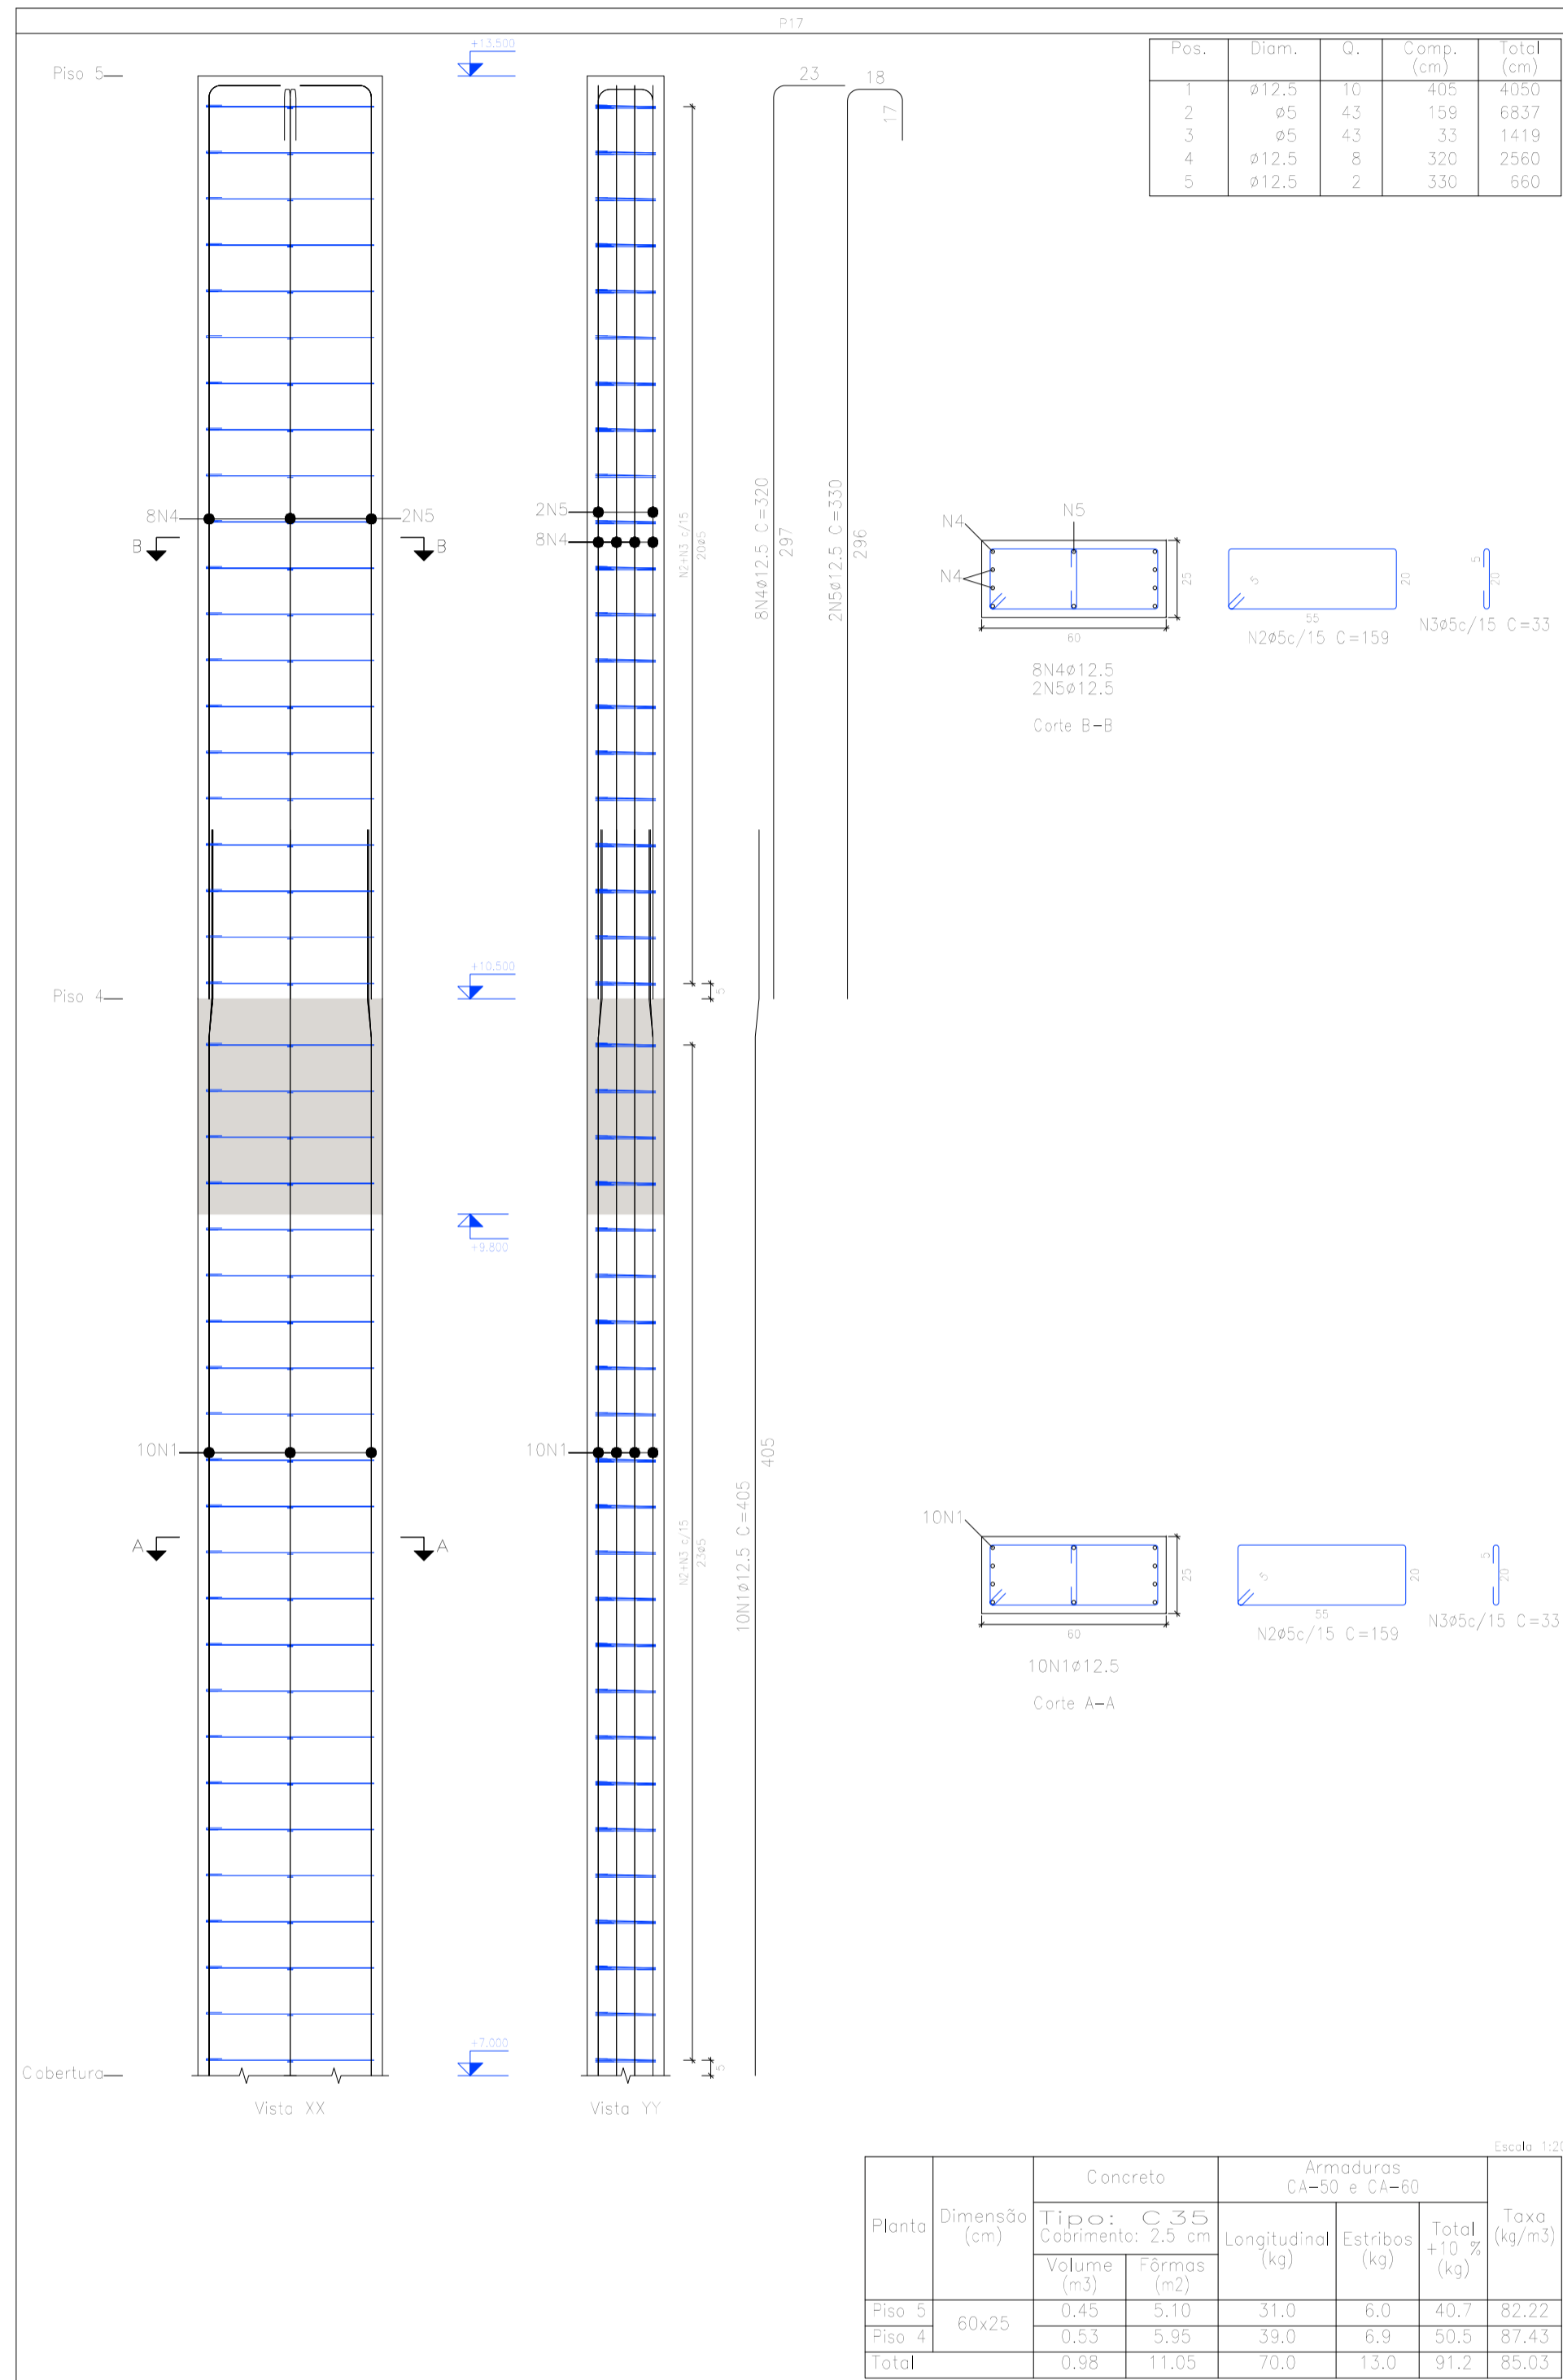 P17
Pos. Diam. Q. Comp. (cm) Total (cm)
1 ø12.5 10 405 4050
2 ø5 43 159 6837
3 ø5 43 33 1419
4 ø12.5 8 320 2560
5 ø12.5 2 330 660
+13.500
Piso 5
23
18
17
8N4
2N5
B
B
2N5
8N4
N2+N3 c/15
20ø5
8N4ø12.5 C=320
297
2N5ø12.5 C=330
296
N4
N5
N4
25
60
8N4ø12.5
2N5ø12.5
Corte B-B
5
20
55
N2ø5c/15 C=159
5
20
N3ø5c/15 C=33
+10.500
Piso 4
5
+9.800
10N1
10N1
A
A
N2+N3 c/15
23ø5
10N1ø12.5 C=405
405
10N1
25
60
10N1ø12.5
Corte A-A
5
20
55
N2ø5c/15 C=159
5
20
N3ø5c/15 C=33
+7.000
Cobertura
5
Vista XX
Vista YY
Escala 1:20
Planta
Dimensão (cm)
Concreto
Tipo: C 35
Cobrimento: 2.5 cm
Volume (m3)
Fôrmas (m2)
Armaduras
CA-50 e CA-60
Longitudinal (kg)
Estribos (kg)
Total +10 % (kg)
Taxa (kg/m3)
Piso 5 60x25 0.45 5.10 31.0 6.0 40.7 82.22
Piso 4 0.53 5.95 39.0 6.9 50.5 87.43
Total 0.98 11.05 70.0 13.0 91.2 85.03